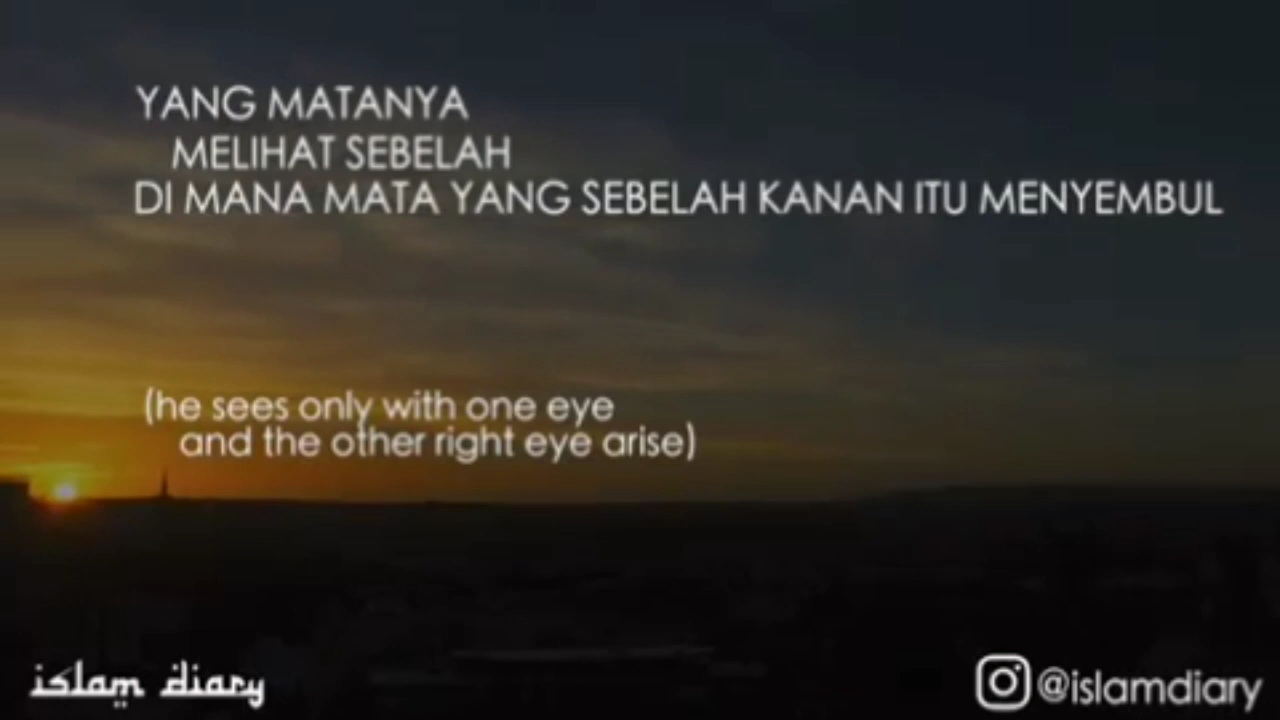 YANG MATANYA
MELIHAT SEBELAH
DI MANA MATA YANG SEBELAH KANAN ITU MENYEMBUL
(he sees only with one eye
and the other right eye arise)
islam diary
@islamdiary